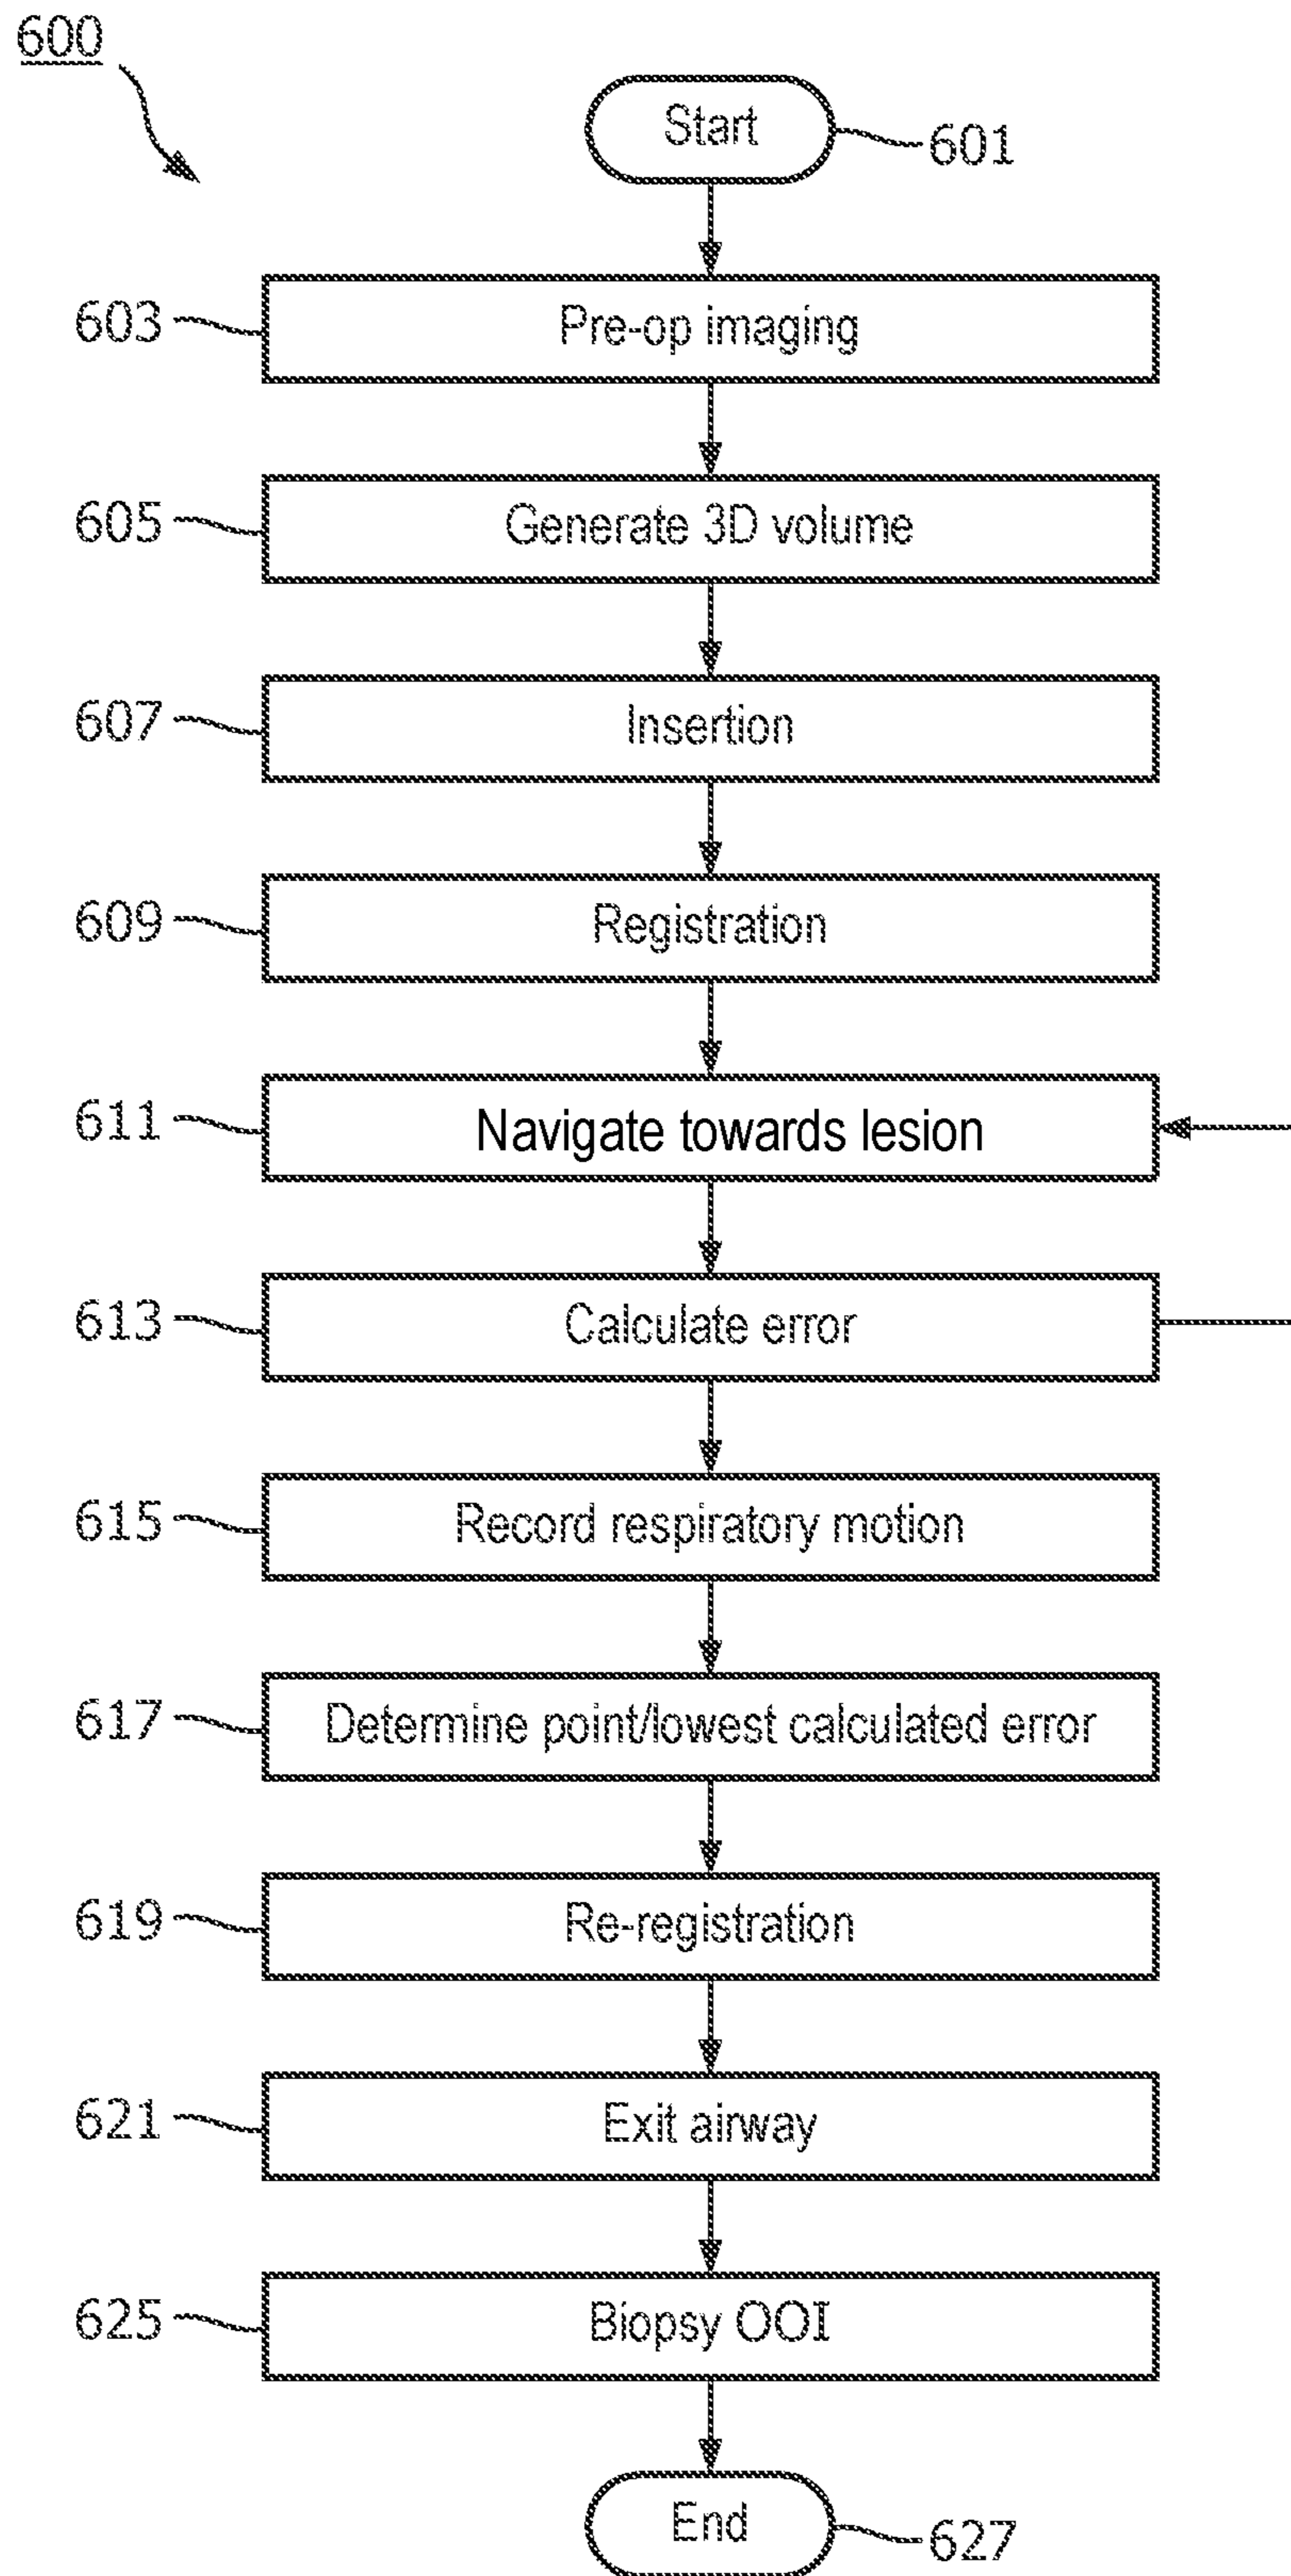 600
Start
601
603
Pre-op imaging
605
Generate 3D volume
607
Insertion
609
Registration
611
Navigate towards lesion
613
Calculate error
615
Record respiratory motion
617
Determine point/lowest calculated error
619
Re-registration
621
Exit airway
625
Biopsy OOI
End
627